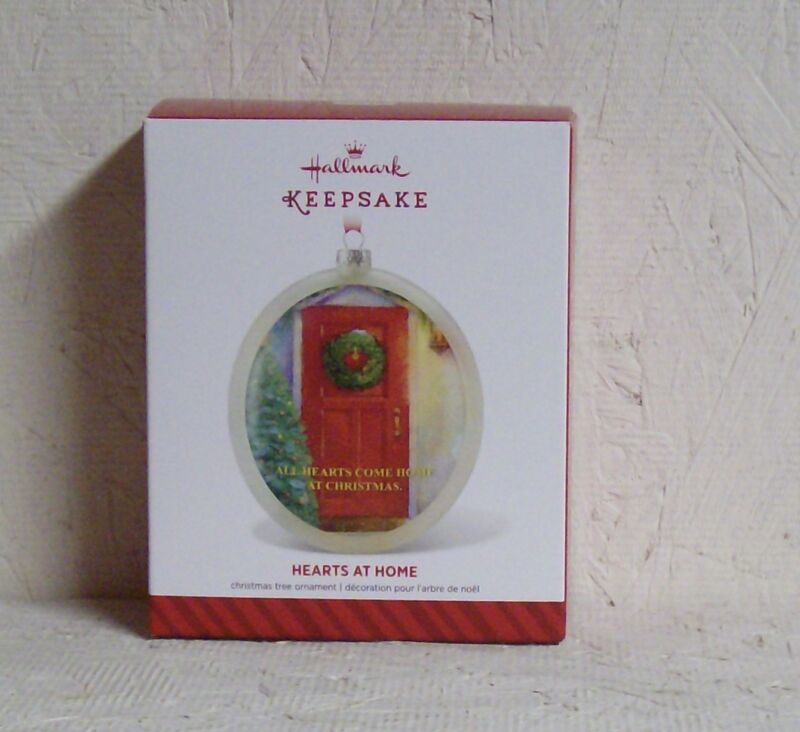 Hallmark
KEEPSAKE
ALL HEARTS COME HOME
AT CHRISTMAS.
HEARTS AT HOME
christmas tree ornament | décoration pour l'arbre de noël